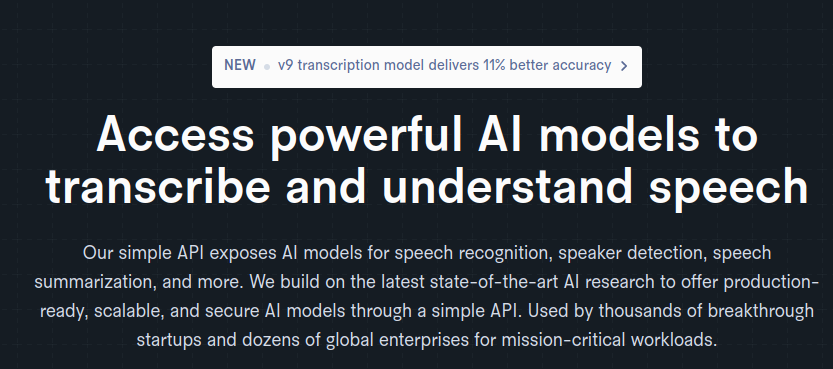 NEW • v9 transcription model delivers 11% better accuracy >
Access powerful AI models to
transcribe and understand speech
Our simple API exposes AI models for speech recognition, speaker detection, speech
summarization, and more. We build on the latest state-of-the-art AI research to offer production-
ready, scalable, and secure AI models through a simple API. Used by thousands of breakthrough
startups and dozens of global enterprises for mission-critical workloads.